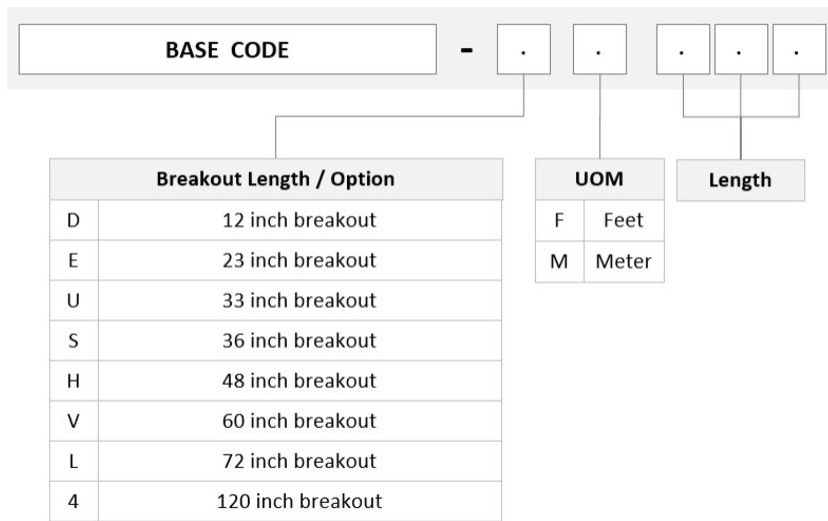 BASE CODE - . . . . .
Breakout Length / Option
D 12 inch breakout
E 23 inch breakout
U 33 inch breakout
S 36 inch breakout
H 48 inch breakout
V 60 inch breakout
L 72 inch breakout
4 120 inch breakout
UOM
F Feet
M Meter
Length